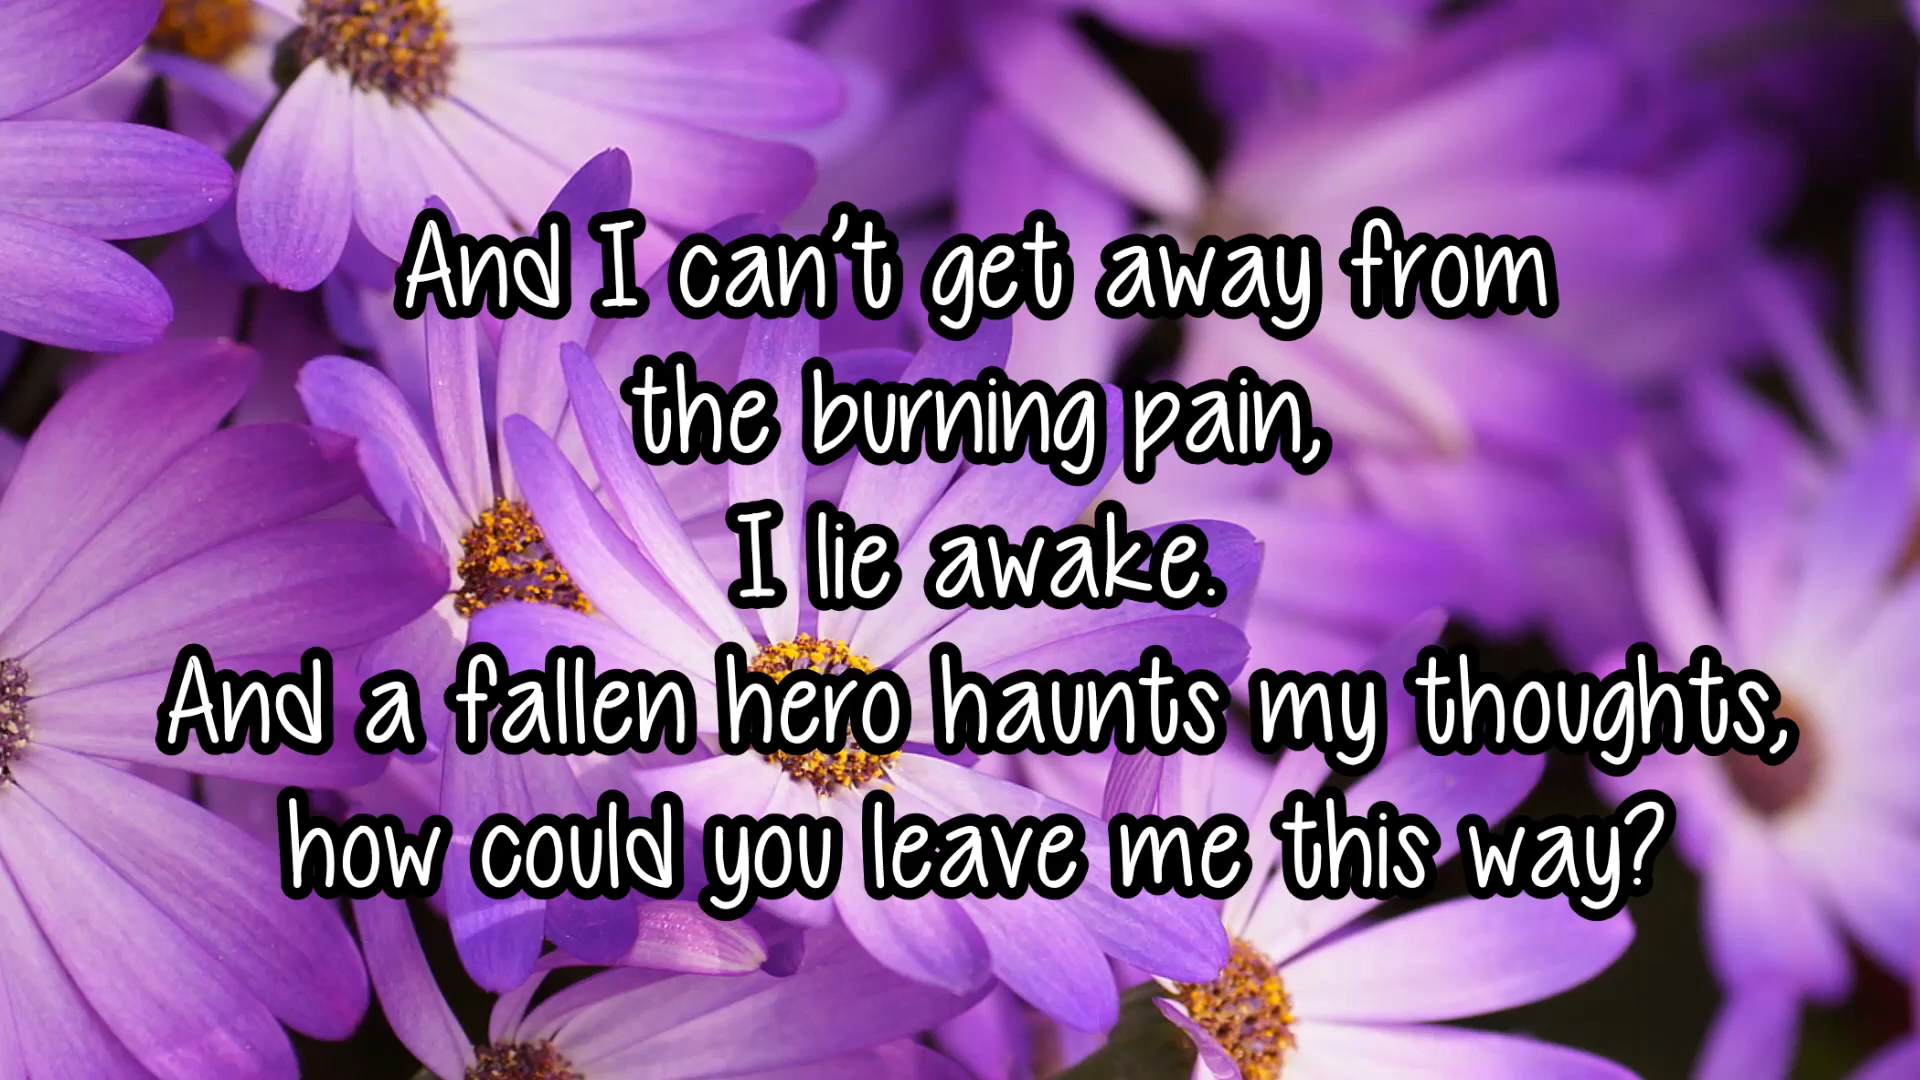 And I can't get away from
the burning pain,
I lie awake.
And a fallen hero haunts my thoughts,
how could you leave me this way?